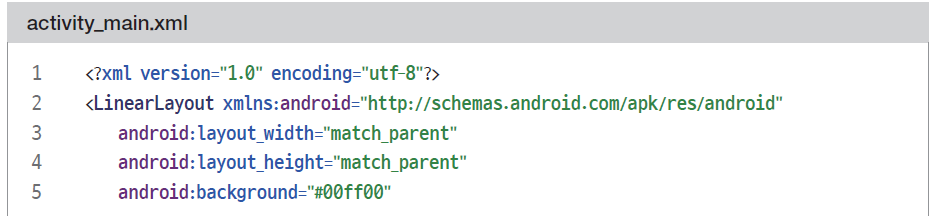 activity_main.xml
1 <?xml version="1.0" encoding="utf-8"?>
2 <LinearLayout xmlns:android="http://schemas.android.com/apk/res/android"
3 android:layout_width="match_parent"
4 android:layout_height="match_parent"
5 android:background="#00ff00"